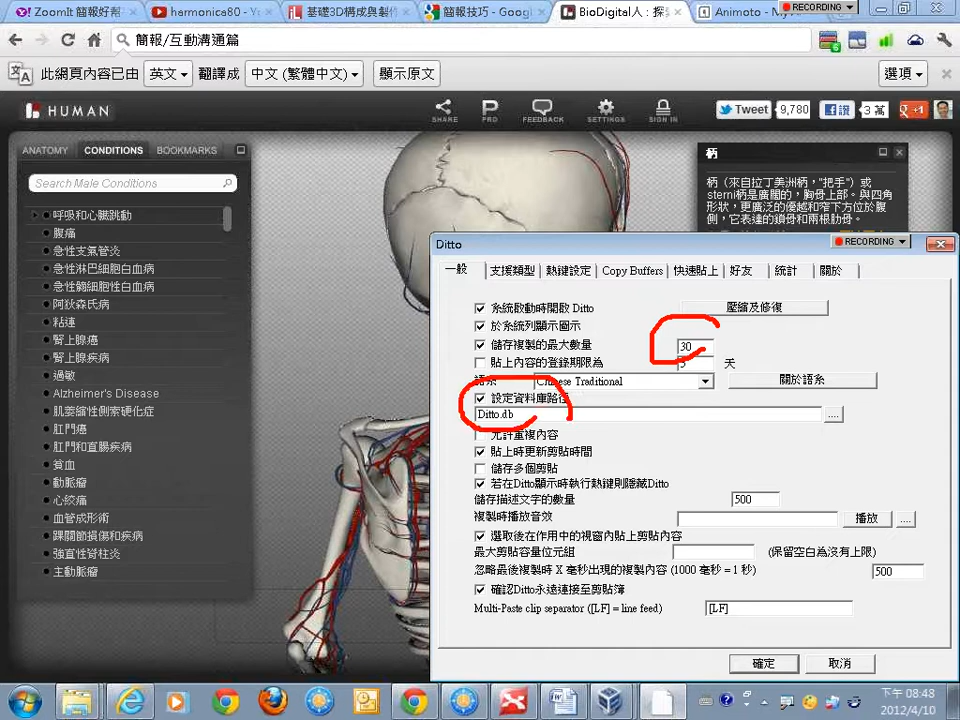 ZoomIt 簡報好幫
harmonica80 - Yo
基礎3D構成與製作
簡報技巧 - Googl
BioDigital人 : 探
Animoto - My A
RECORDING
簡報/互動溝通篇
此網頁內容已由 英文 翻譯成 中文 (繁體中文) 顯示原文 選項
HUMAN
SHARE PRO FEEDBACK SETTINGS SIGN IN
Tweet 9,780 讚 3 萬 +1
ANATOMY CONDITIONS BOOKMARKS
Search Male Conditions
呼吸和心臟跳動
腹痛
急性支氣管炎
急性淋巴細胞白血病
急性髓細胞性白血病
阿狄森氏病
粘連
腎上腺癌
腎上腺疾病
過敏
Alzheimer's Disease
肌萎縮性側索硬化症
肛門癌
肛門和直腸疾病
貧血
動脈瘤
心絞痛
血管成形術
踝關節損傷和疾病
強直性脊柱炎
主動脈瘤
柄
柄（來自拉丁美洲柄，"把手"）或
sterni柄是廣闊的，胸骨上部。與四角
形狀，更廣泛的優越和窄下方位於腹
側，它表達的鎖骨和兩根肋骨。
Ditto
RECORDING
一般 支援類型 熱鍵設定 Copy Buffers 快速貼上 好友 統計 關於
系統啟動時開啟 Ditto 壓縮及修復
於系統列顯示圖示
儲存複製的最大數量 30
貼上內容的登錄期限為 5 天
語系 Chinese Traditional 關於語系
設定資料庫路徑
Ditto.db ....
允許重複內容
貼上時更新剪貼時間
儲存多個剪貼
若在Ditto顯示時執行熱鍵則隱藏Ditto
儲存描述文字的數量 500
複製時播放音效 播放 ....
選取後在作用中的視窗內貼上剪貼內容
最大剪貼容量位元組 (保留空白為沒有上限)
忽略最後複製時 X 毫秒出現的複製內容 (1000 毫秒 = 1 秒) 500
確認Ditto永遠連接至剪貼簿
Multi-Paste clip separator ([LF] = line feed) [LF]
確定 取消
下午 08:48
2012/4/10